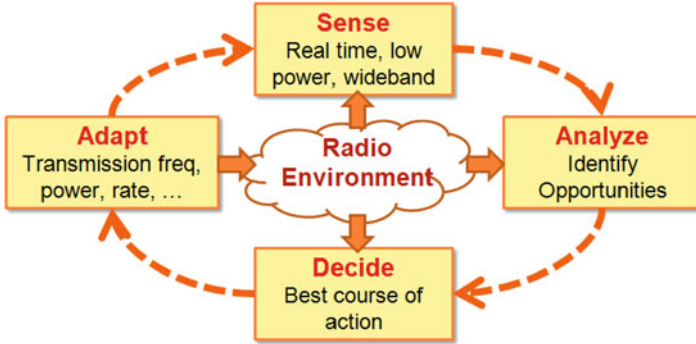 Sense
Real time, low
power, wideband
Adapt
Transmission freq,
power, rate, …
Radio
Environment
Analyze
Identify
Opportunities
Decide
Best course of
action